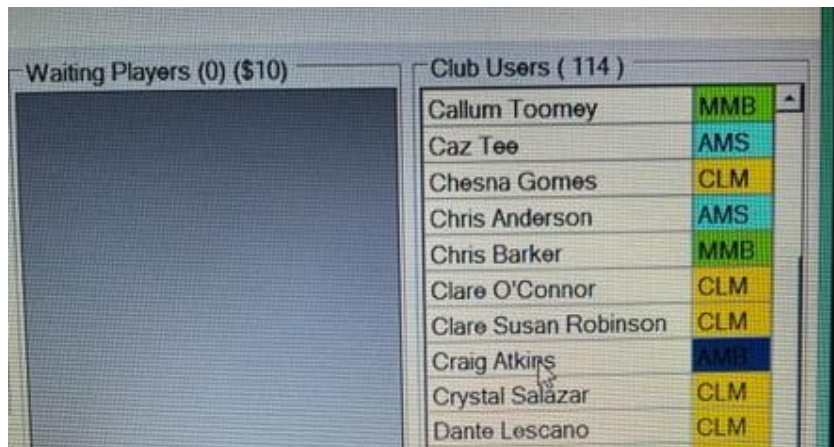 Waiting Players (0) ($10)
Club Users ( 114 )
Callum Toomey MMB
Caz Tee AMS
Chesna Gomes CLM
Chris Anderson AMS
Chris Barker MMB
Clare O'Connor CLM
Clare Susan Robinson CLM
Craig Atkins AMB
Crystal Salazar CLM
Dante Lescano CLM